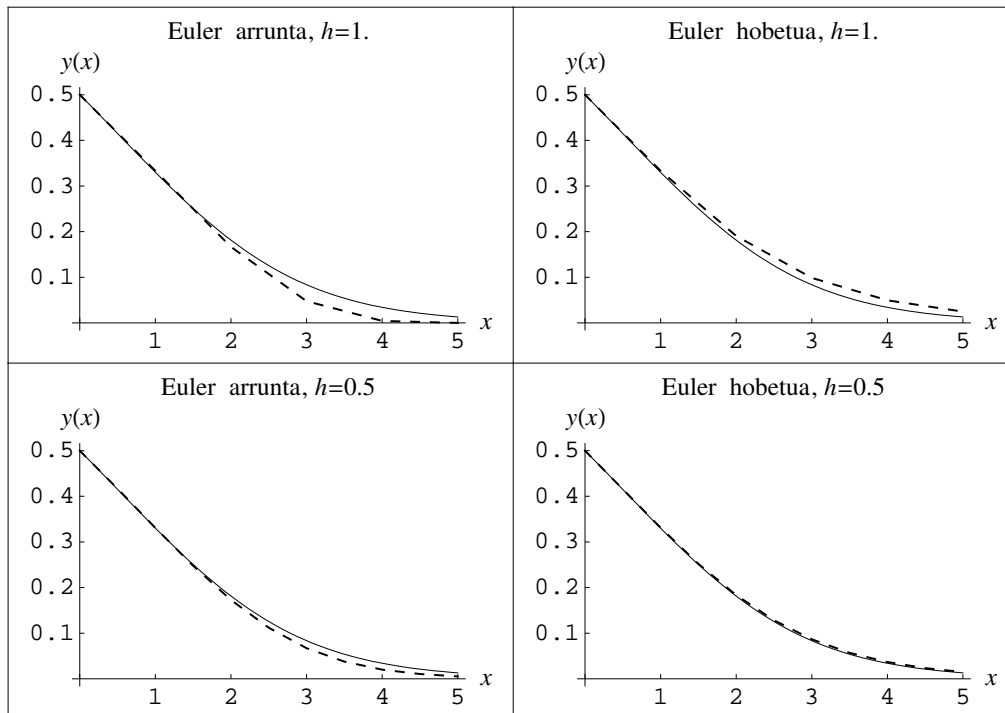 Euler arrunta, h=1.
y(x)
0.5
0.4
0.3
0.2
0.1
1 2 3 4 5 x
Euler hobetua, h=1.
y(x)
0.5
0.4
0.3
0.2
0.1
1 2 3 4 5 x
Euler arrunta, h=0.5
y(x)
0.5
0.4
0.3
0.2
0.1
1 2 3 4 5 x
Euler hobetua, h=0.5
y(x)
0.5
0.4
0.3
0.2
0.1
1 2 3 4 5 x